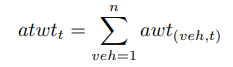 atwt_t = \sum_{veh=1}^{n} awt_{(veh,t)}